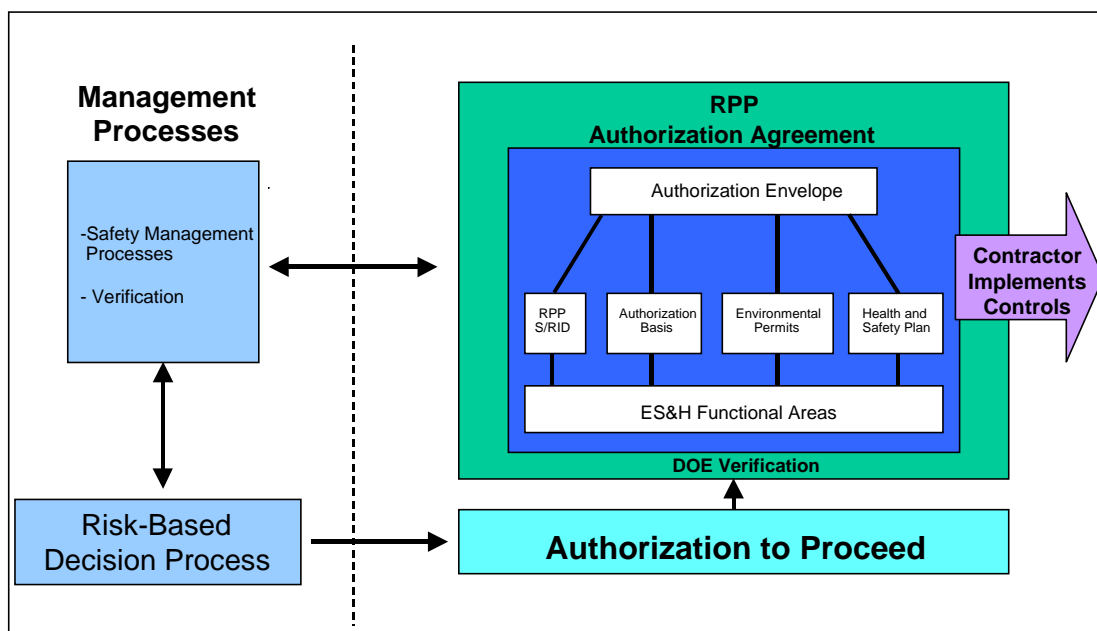 Management
Processes
-Safety Management
Processes
- Verification
Risk-Based
Decision Process
RPP
Authorization Agreement
Authorization Envelope
RPP
S/RID
Authorization
Basis
Environmental
Permits
Health and
Safety Plan
ES&H Functional Areas
DOE Verification
Authorization to Proceed
Contractor
Implements
Controls